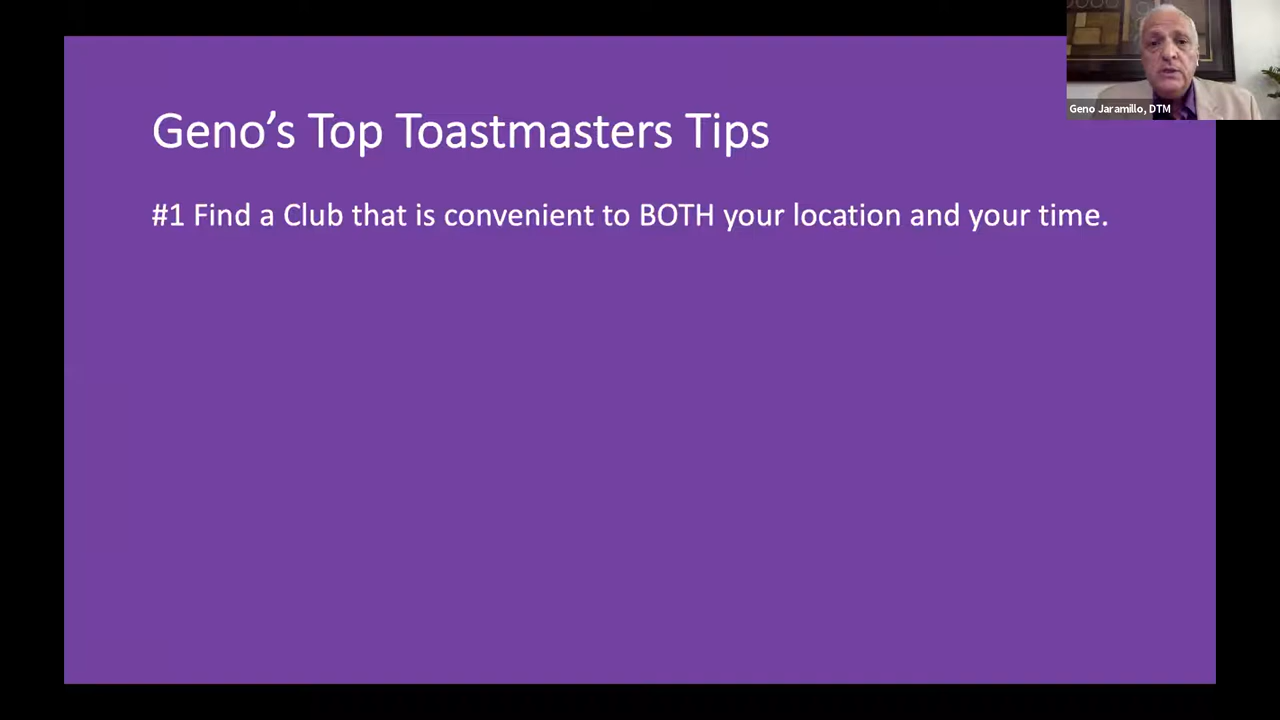 Geno Jaramillo, DTM
Geno’s Top Toastmasters Tips
#1 Find a Club that is convenient to BOTH your location and your time.